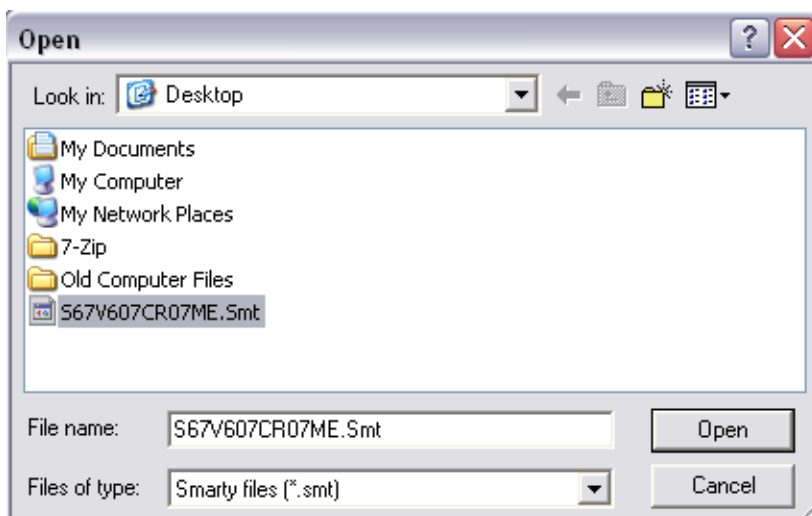 Open
Look in: Desktop
My Documents
My Computer
My Network Places
7-Zip
Old Computer Files
S67V607CR07ME.Smt
File name: S67V607CR07ME.Smt Open
Files of type: Smarty files (*.smt) Cancel